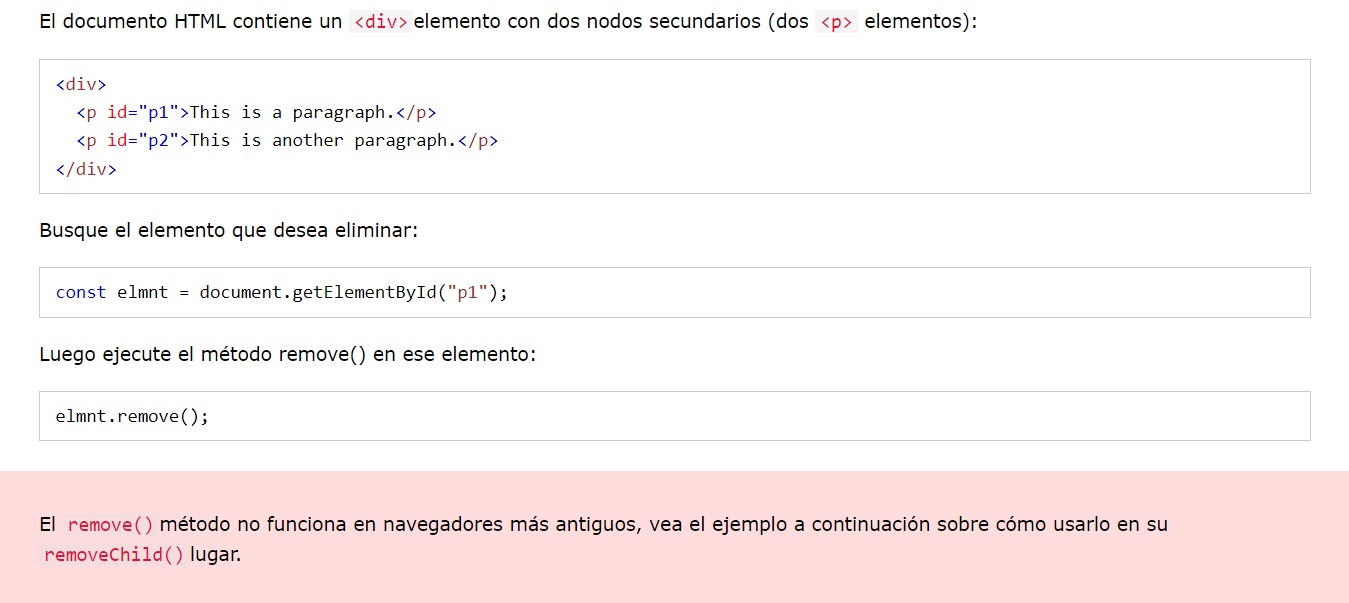 El documento HTML contiene un <div> elemento con dos nodos secundarios (dos <p> elementos):
<div>
  <p id="p1">This is a paragraph.</p>
  <p id="p2">This is another paragraph.</p>
</div>
Busque el elemento que desea eliminar:
const elmnt = document.getElementById("p1");
Luego ejecute el método remove() en ese elemento:
elmnt.remove();
El remove() método no funciona en navegadores más antiguos, vea el ejemplo a continuación sobre cómo usarlo en su
removeChild() lugar.